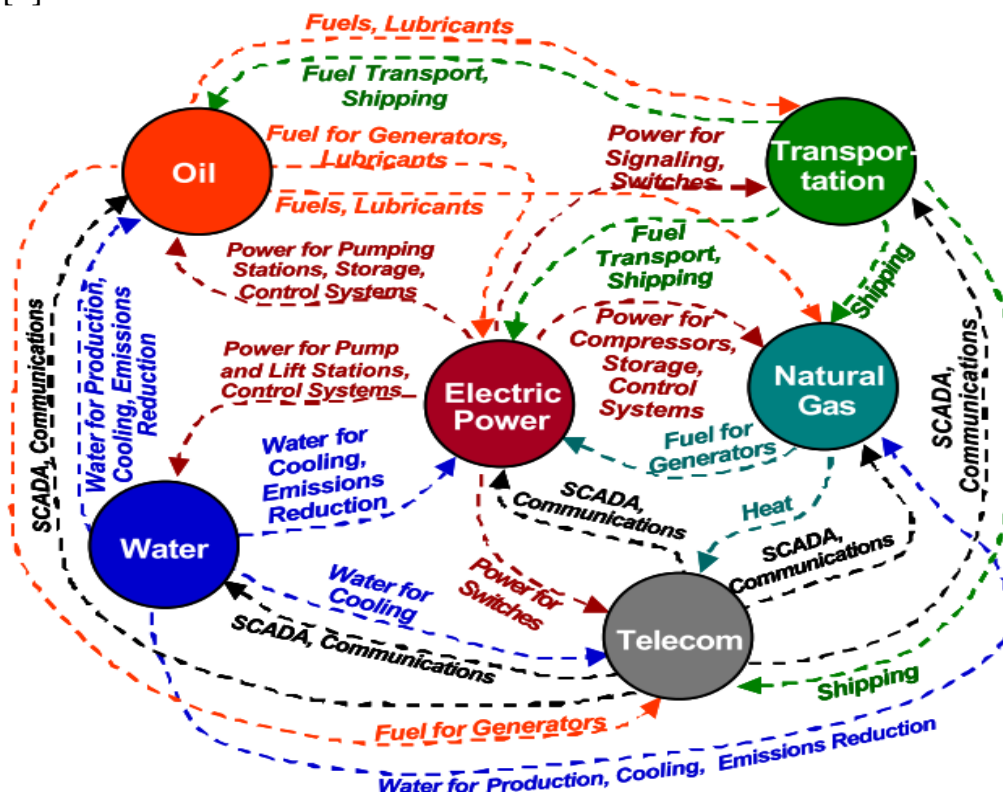 Fuels, Lubricants
Fuel Transport,
Shipping
Oil
Fuel for Generators,
Lubricants
Power for
Signaling,
Switches
Transpor-
tation
Fuels, Lubricants
Power for Pumping
Stations, Storage,
Control Systems
Fuel
Transport,
Shipping
Shipping
Power for
Compressors,
Storage,
Control
Systems
Power for Pump
and Lift Stations,
Control Systems
Electric
Power
Natural
Gas
SCADA, Communications
Water for Production,
Cooling, Emissions
Reduction
SCADA,
Communications
Water for
Cooling,
Emissions
Reduction
Fuel for
Generators
SCADA,
Communications
Heat
SCADA,
Communications
Water
Water for
Cooling
Power for
Switches
SCADA, Communications
Telecom
Shipping
Fuel for Generators
Water for Production, Cooling, Emissions Reduction